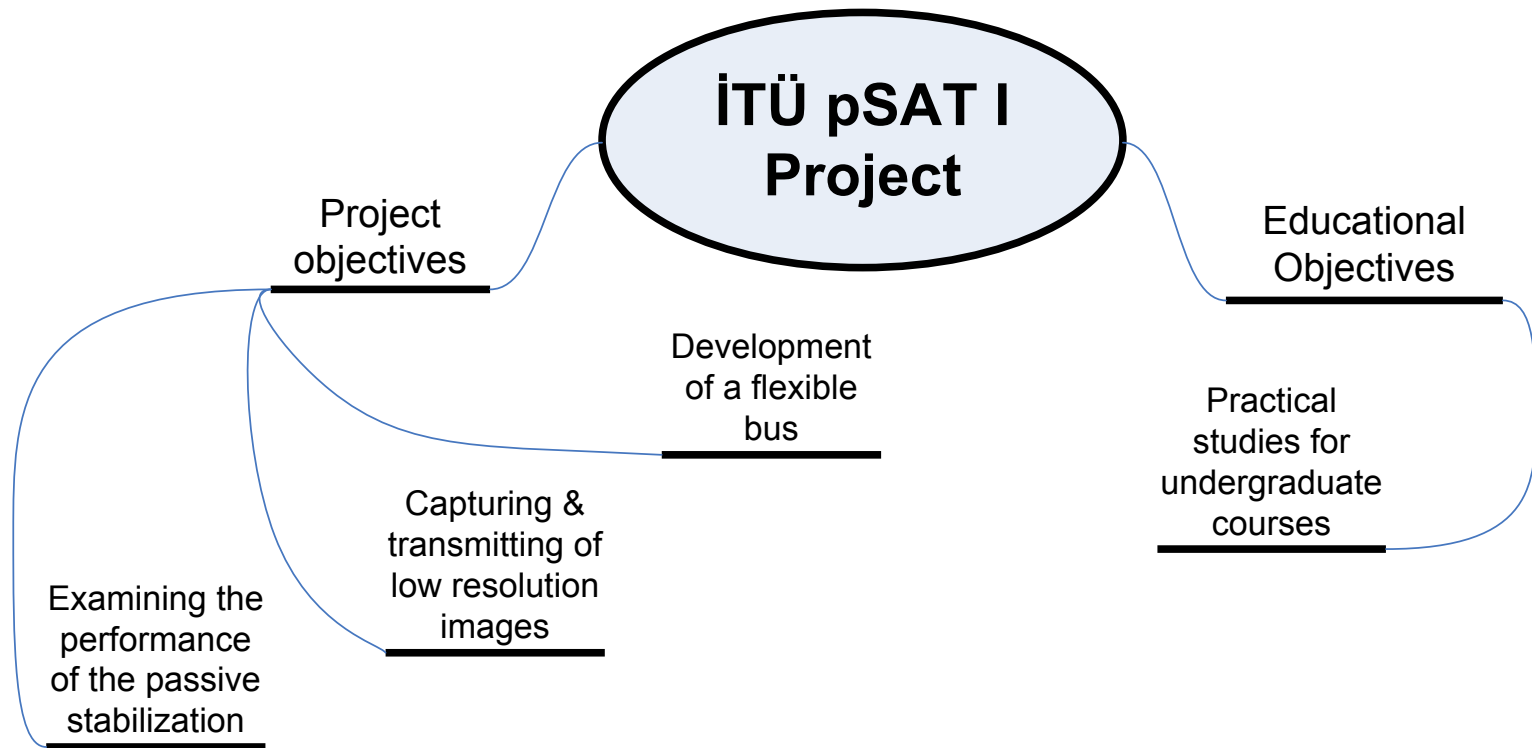 İTÜ pSAT I
Project
Project
objectives
Educational
Objectives
Development
of a flexible
bus
Practical
studies for
undergraduate
courses
Capturing &
transmitting of
low resolution
images
Examining the
performance
of the passive
stabilization